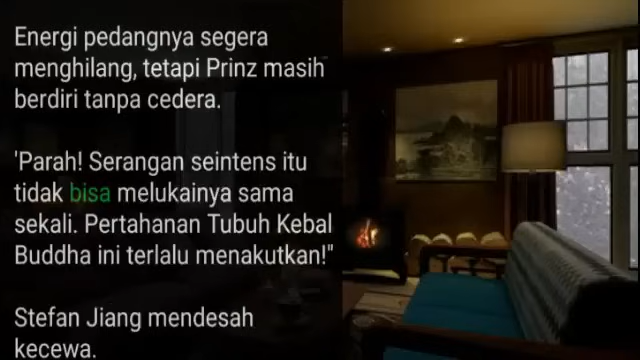 Energi pedangnya segera
menghilang, tetapi Prinz masih
berdiri tanpa cedera.
'Parah! Serangan seintens itu
tidak bisa melukainya sama
sekali. Pertahanan Tubuh Kebal
Buddha ini terlalu menakutkan!"
Stefan Jiang mendesah
kecewa.